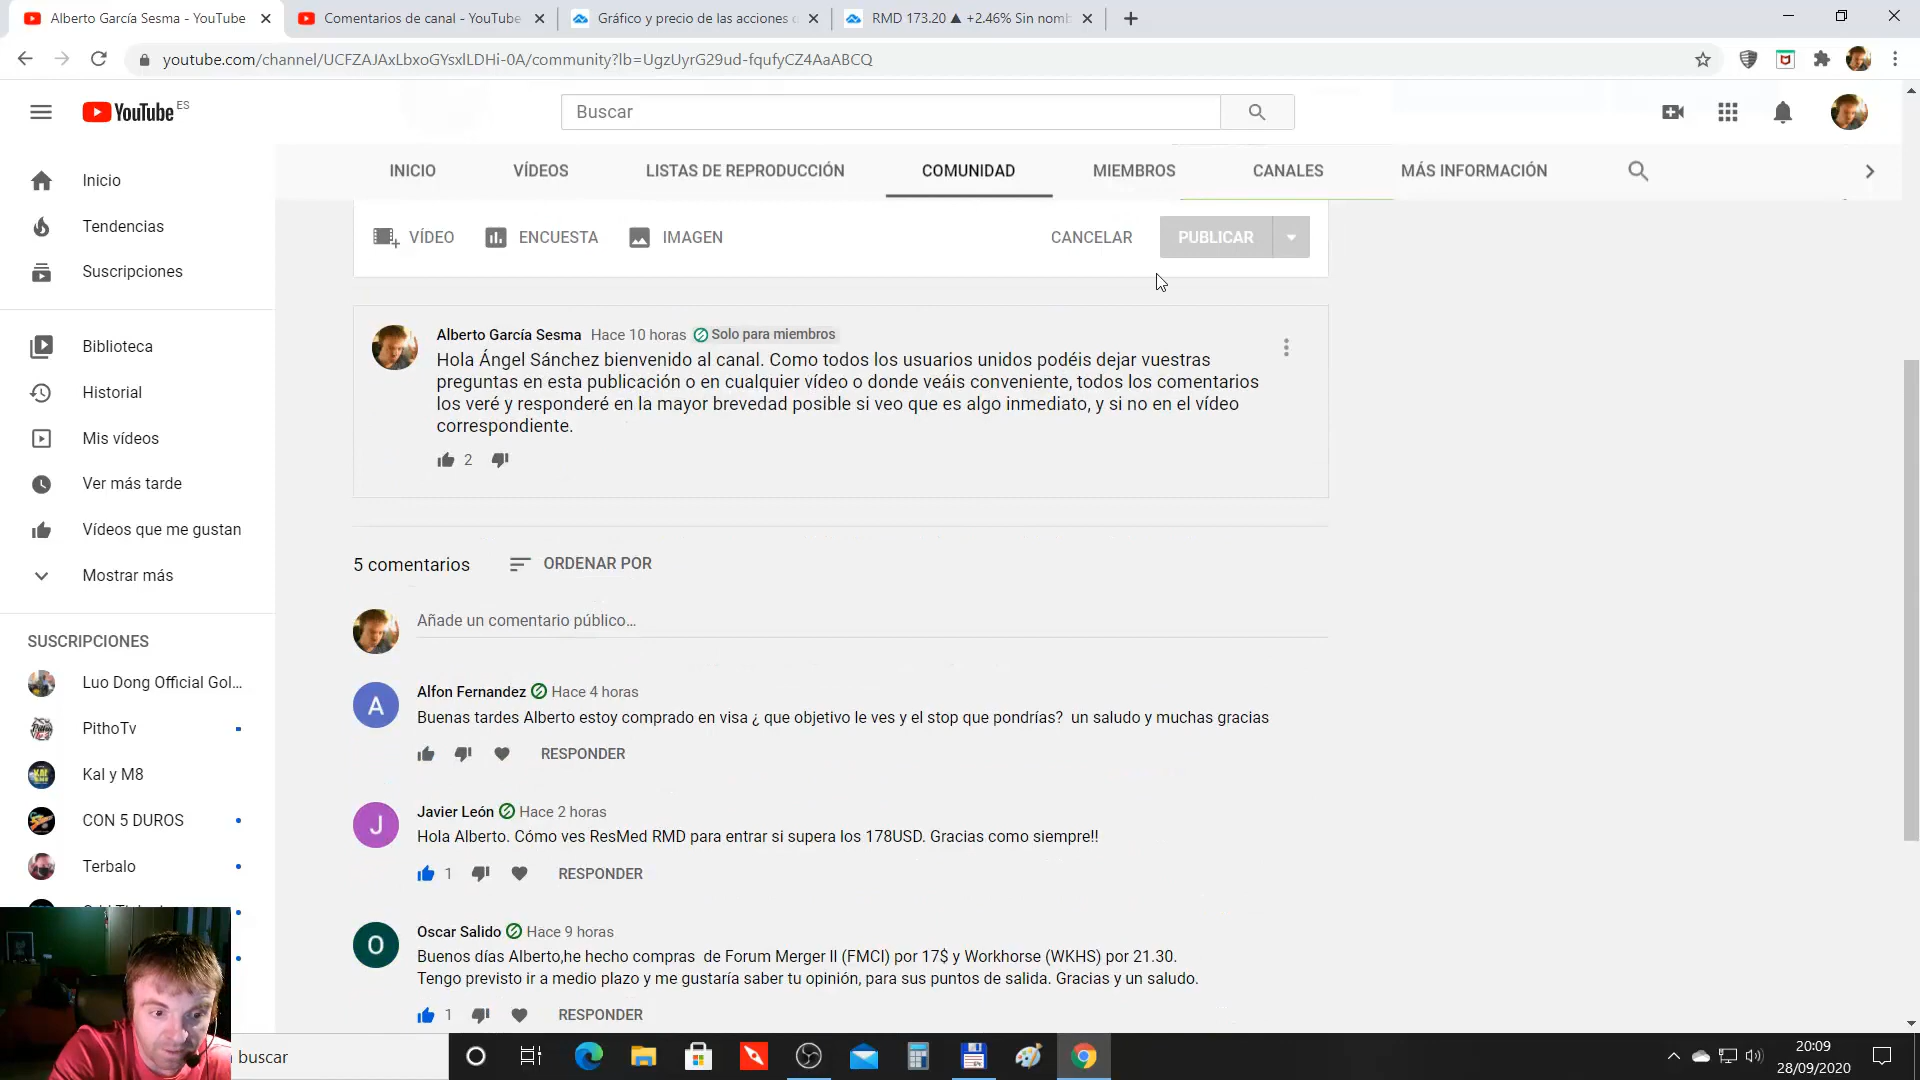 Alberto García Sesma - YouTube
Comentarios de canal - YouTube
Gráfico y precio de las acciones
RMD 173.20 ▲ +2.46% Sin nomb
youtube.com/channel/UCFZAJAxLbxoGYsxlLDHi-0A/community?lb=UgzUyrG29ud-fqufyCZ4AaABCQ
YouTube ES
Buscar
INICIO
VÍDEOS
LISTAS DE REPRODUCCIÓN
COMUNIDAD
MIEMBROS
CANALES
MÁS INFORMACIÓN
Inicio
Tendencias
Suscripciones
Biblioteca
Historial
Mis vídeos
Ver más tarde
Vídeos que me gustan
Mostrar más
SUSCRIPCIONES
Luo Dong Official Gol...
PithoTv
Kal y M8
CON 5 DUROS
Terbalo
VÍDEO
ENCUESTA
IMAGEN
CANCELAR
PUBLICAR
Alberto García Sesma Hace 10 horas Solo para miembros
Hola Ángel Sánchez bienvenido al canal. Como todos los usuarios unidos podéis dejar vuestras
preguntas en esta publicación o en cualquier vídeo o donde veáis conveniente, todos los comentarios
los veré y responderé en la mayor brevedad posible si veo que es algo inmediato, y si no en el vídeo
correspondiente.
2
5 comentarios
ORDENAR POR
Añade un comentario público...
A
Alfon Fernandez Hace 4 horas
Buenas tardes Alberto estoy comprado en visa ¿ que objetivo le ves y el stop que pondrías? un saludo y muchas gracias
RESPONDER
J
Javier León Hace 2 horas
Hola Alberto. Cómo ves ResMed RMD para entrar si supera los 178USD. Gracias como siempre!!
1
RESPONDER
O
Oscar Salido Hace 9 horas
Buenos días Alberto,he hecho compras de Forum Merger II (FMCI) por 17$ y Workhorse (WKHS) por 21.30.
Tengo previsto ir a medio plazo y me gustaría saber tu opinión, para sus puntos de salida. Gracias y un saludo.
1
RESPONDER
buscar
20:09
28/09/2020